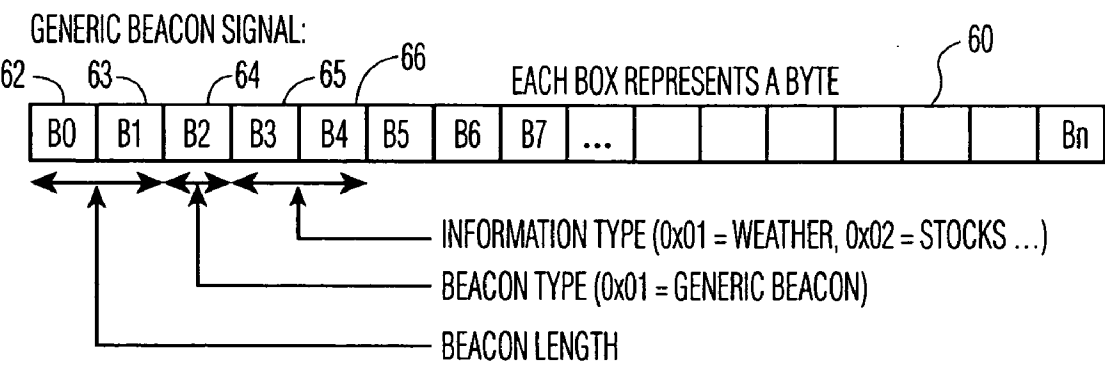 GENERIC BEACON SIGNAL:
62 63 64 65 66 EACH BOX REPRESENTS A BYTE 60
B0 B1 B2 B3 B4 B5 B6 B7 ... Bn
INFORMATION TYPE (0x01 = WEATHER, 0x02 = STOCKS ...)
BEACON TYPE (0x01 = GENERIC BEACON)
BEACON LENGTH